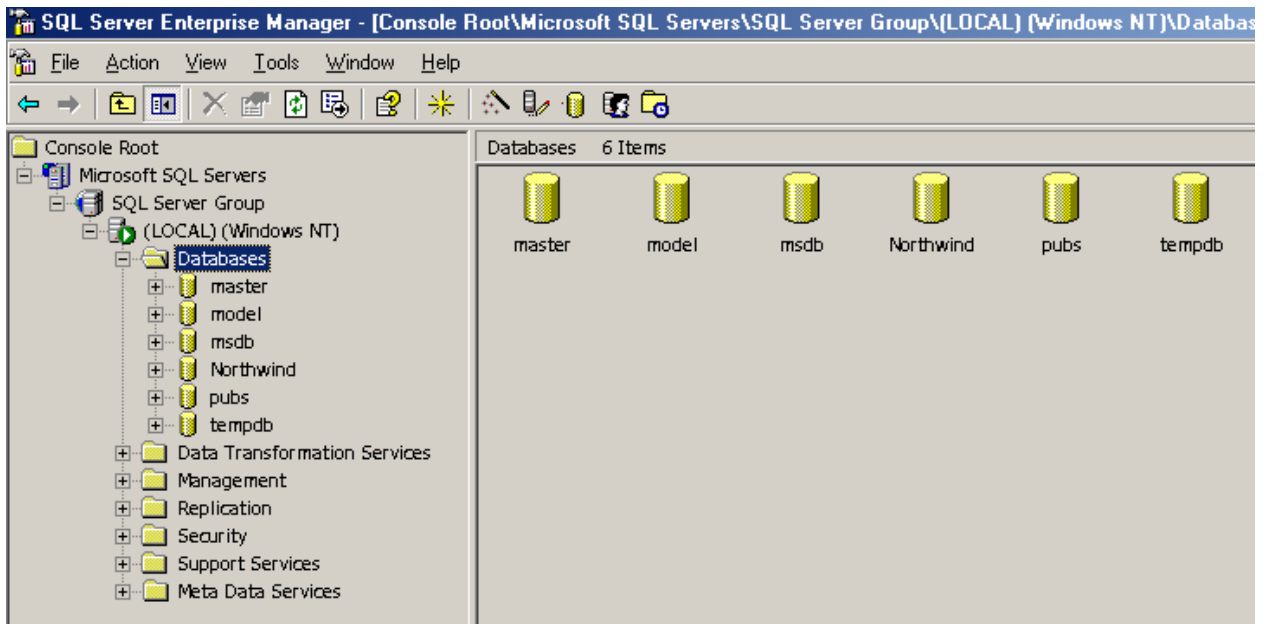 SQL Server Enterprise Manager - [Console Root\Microsoft SQL Servers\SQL Server Group\(LOCAL) (Windows NT)\Databas
File Action View Tools Window Help
Console Root
Microsoft SQL Servers
SQL Server Group
(LOCAL) (Windows NT)
Databases
master
model
msdb
Northwind
pubs
tempdb
Data Transformation Services
Management
Replication
Security
Support Services
Meta Data Services
Databases 6 Items
master model msdb Northwind pubs tempdb